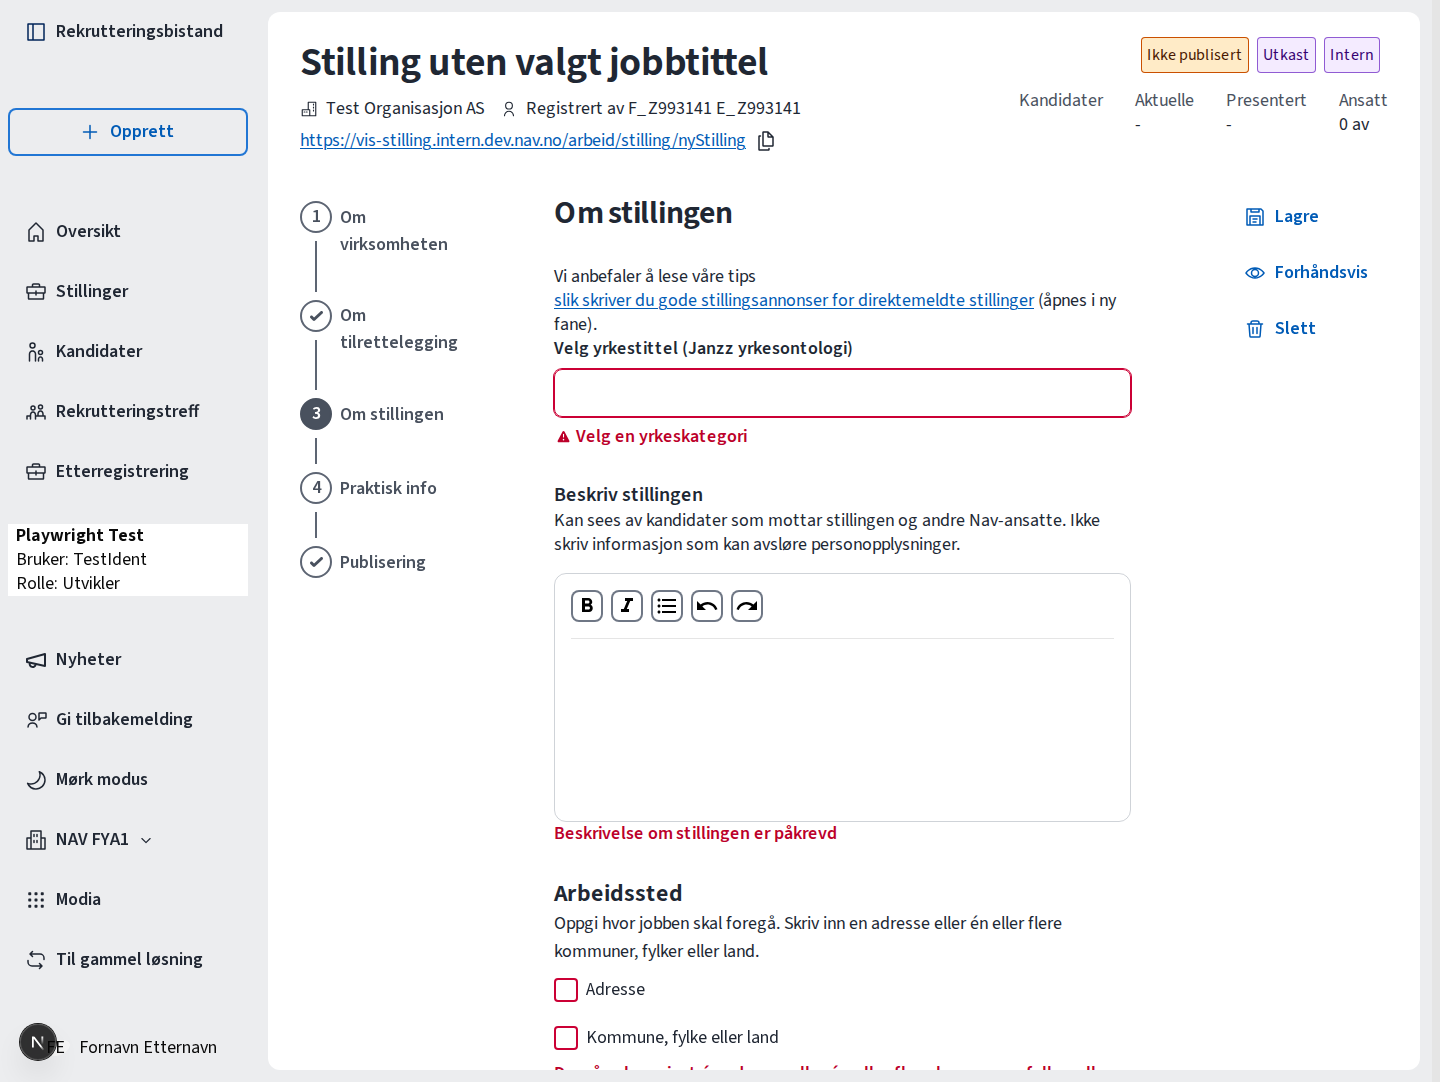 Rekrutteringsbistand
Opprett
Oversikt
Stillinger
Kandidater
Rekrutteringstreff
Etterregistrering
Playwright Test
Bruker: TestIdent
Rolle: Utvikler
Nyheter
Gi tilbakemelding
Mørk modus
NAV FYA1
Modia
Til gammel løsning
N
FE Fornavn Etternavn
Stilling uten valgt jobbtittel
Test Organisasjon AS Registrert av F_Z993141 E_Z993141
https://vis-stilling.intern.dev.nav.no/arbeid/stilling/nyStilling
Ikke publisert Utkast Intern
Kandidater Aktuelle Presentert Ansatt
- - 0 av
1 Om
virksomheten
Om
tilrettelegging
3 Om stillingen
4 Praktisk info
Publisering
Om stillingen
Vi anbefaler å lese våre tips
slik skriver du gode stillingsannonser for direktemeldte stillinger (åpnes i ny
fane).
Velg yrkestittel (Janzz yrkesontologi)
Velg en yrkeskategori
Beskriv stillingen
Kan sees av kandidater som mottar stillingen og andre Nav-ansatte. Ikke
skriv informasjon som kan avsløre personopplysninger.
B I
Beskrivelse om stillingen er påkrevd
Arbeidssted
Oppgi hvor jobben skal foregå. Skriv inn en adresse eller én eller flere
kommuner, fylker eller land.
Adresse
Kommune, fylke eller land
Lagre
Forhåndsvis
Slett